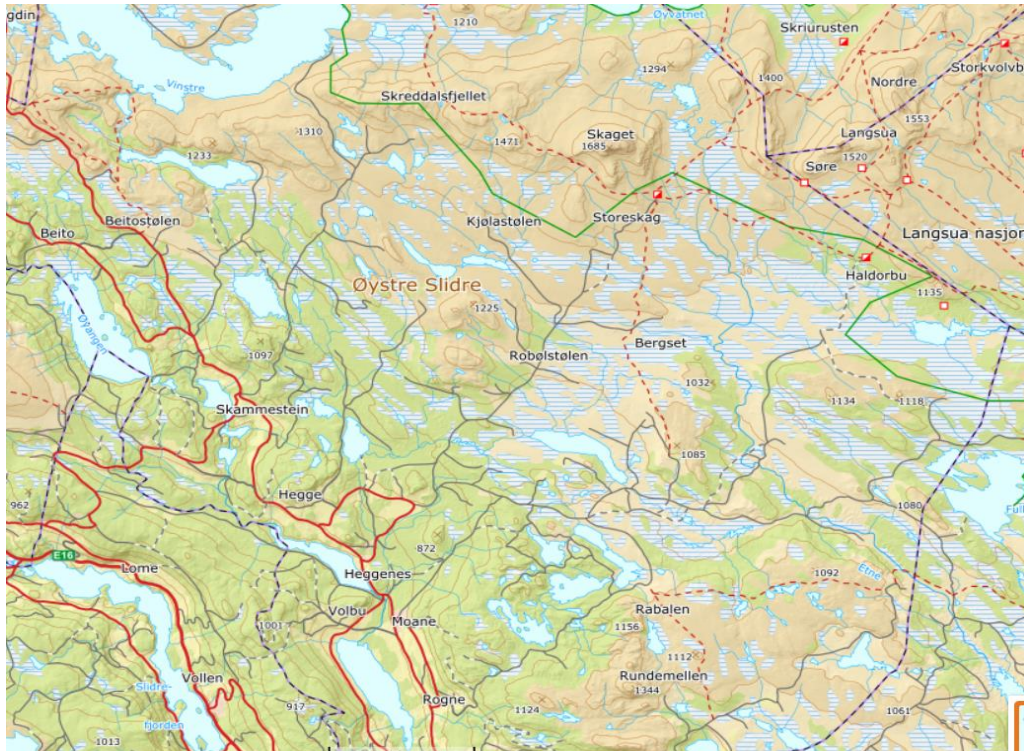 gdin
1210
Øyvatnet
Skriurusten
Vinstre
1294
1400
Nordre
Storkvolvb
Skreddalsfjellet
1310
1471
Skaget
1685
Langsua
1553
1233
Søre
1520
Beitostølen
Beito
Kjølastølen
Storeskag
Langsua nasjor
Haldorbu
Øystre Slidre
1135
Øyangen
1225
1097
Robølstølen
Bergset
1032
Skammestein
1134
1118
1085
962
Hegge
1080
Full
E16
872
Lome
Heggenes
1092
Etne
Volbu
Moane
Rabalen
1001
1156
1112
Rundemellen
1344
Vollen
Slidre-
fjorden
917
Rogne
1124
1061
1013